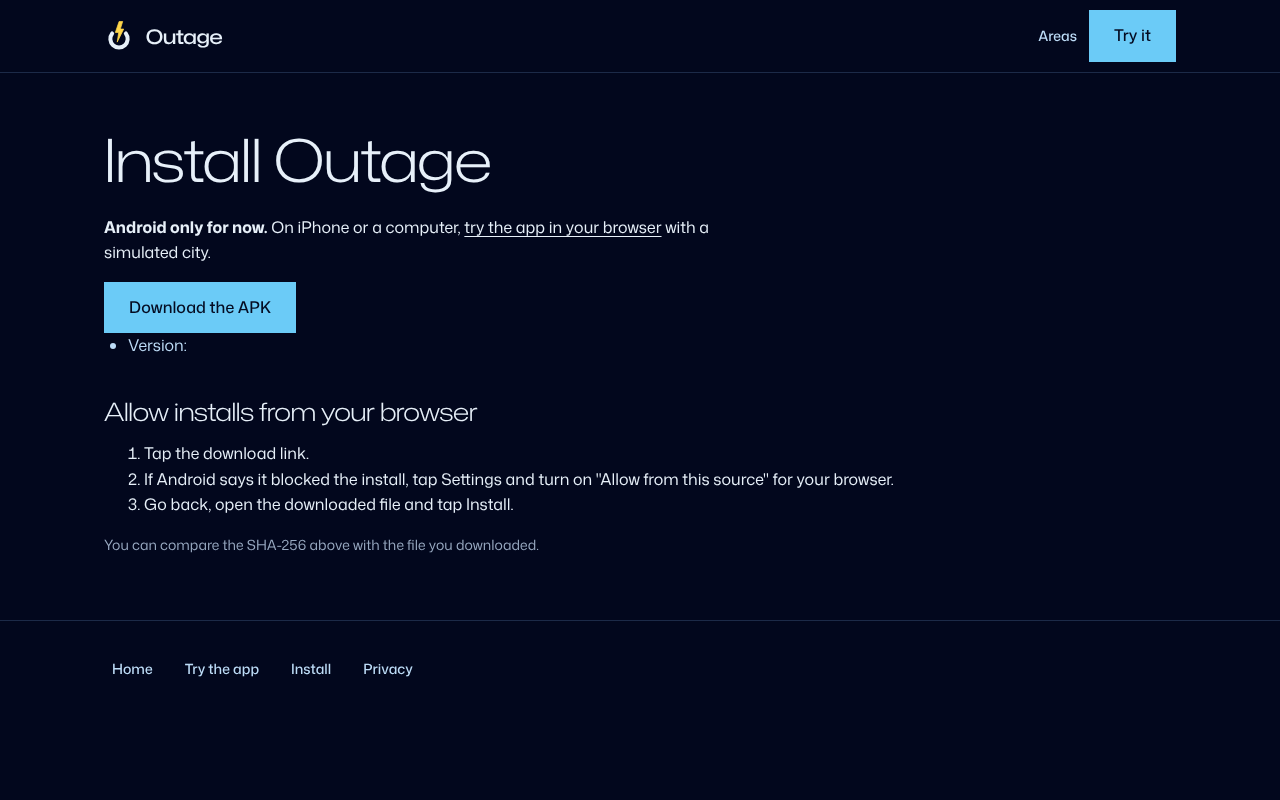 Outage
Areas
Try it
Install Outage
Android only for now. On iPhone or a computer, try the app in your browser with a
simulated city.
Download the APK
• Version:
Allow installs from your browser
1. Tap the download link.
2. If Android says it blocked the install, tap Settings and turn on "Allow from this source" for your browser.
3. Go back, open the downloaded file and tap Install.
You can compare the SHA-256 above with the file you downloaded.
Home
Try the app
Install
Privacy